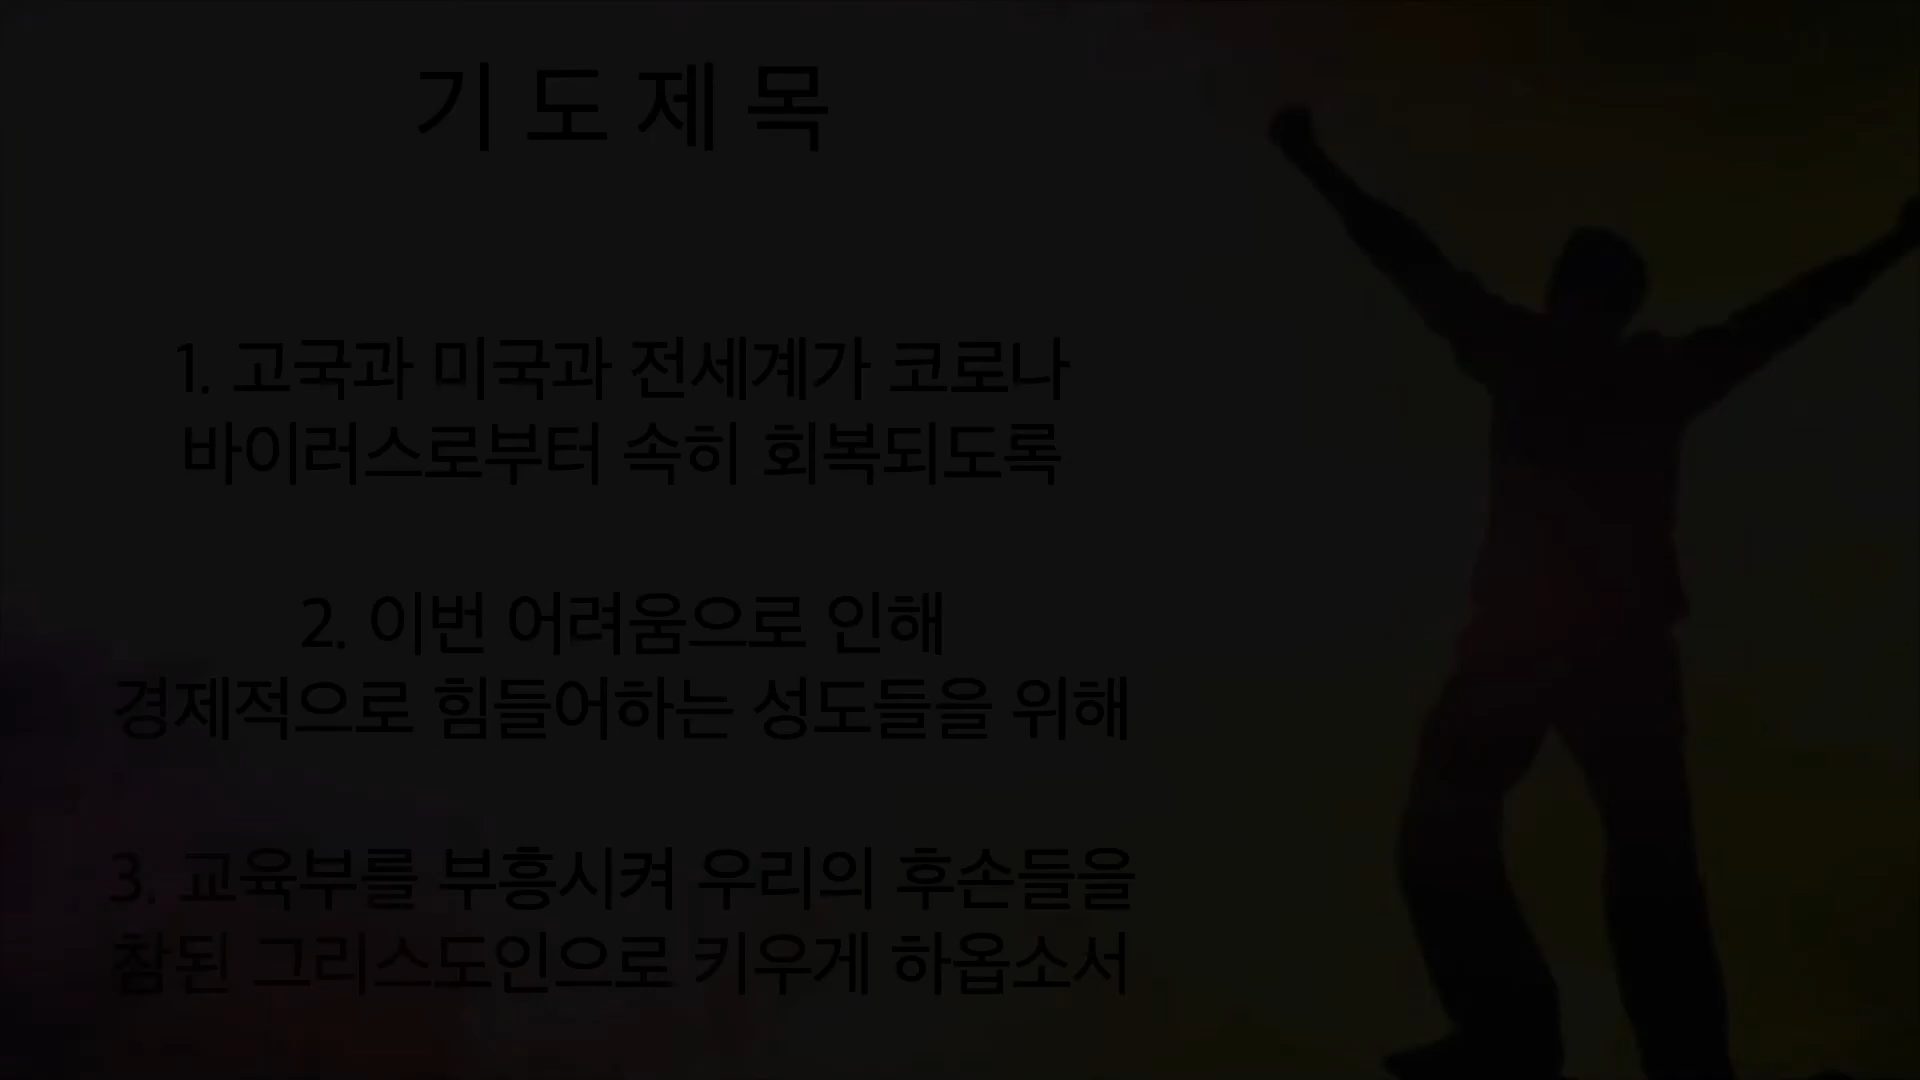 기도제목
1. 고국과 미국과 전세계가 코로나
바이러스로부터 속히 회복되도록
2. 이번 어려움으로 인해
경제적으로 힘들어하는 성도들을 위해
3. 교육부를 부흥시켜 우리의 후손들을
참된 그리스도인으로 키우게 하옵소서